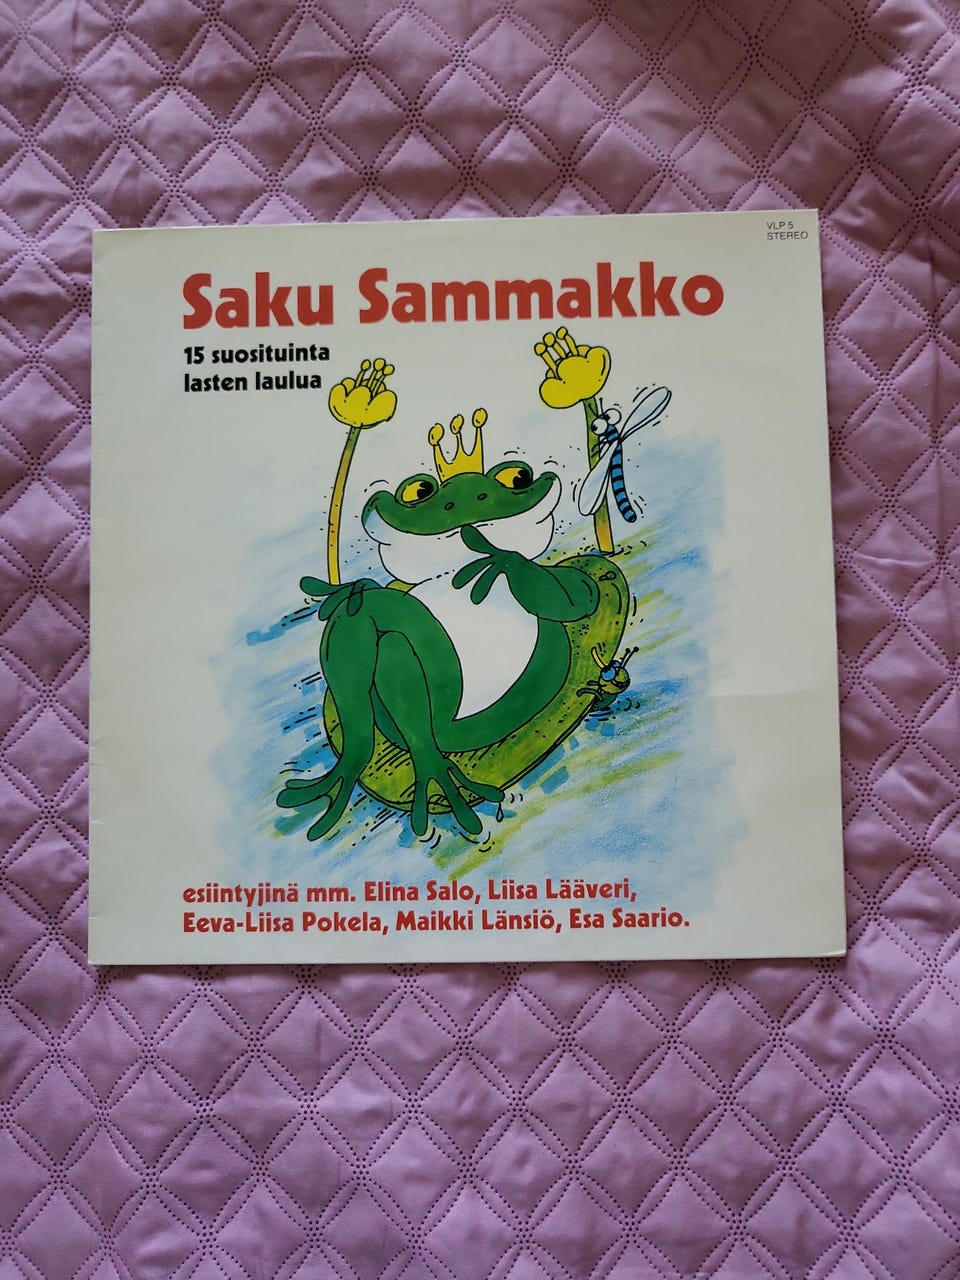 VLP 5
STEREO
Saku Sammakko
15 suosituinta
lasten laulua
esiintyjinä mm. Elina Salo, Liisa Lääveri,
Eeva-Liisa Pokela, Maikki Länsiö, Esa Saario.